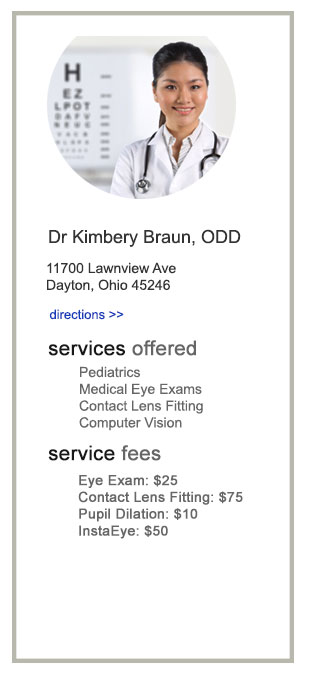 H
EZ
LPOT
Dr Kimbery Braun, ODD
11700 Lawnview Ave
Dayton, Ohio 45246
directions >>
services offered
Pediatrics
Medical Eye Exams
Contact Lens Fitting
Computer Vision
service fees
Eye Exam: $25
Contact Lens Fitting: $75
Pupil Dilation: $10
InstaEye: $50